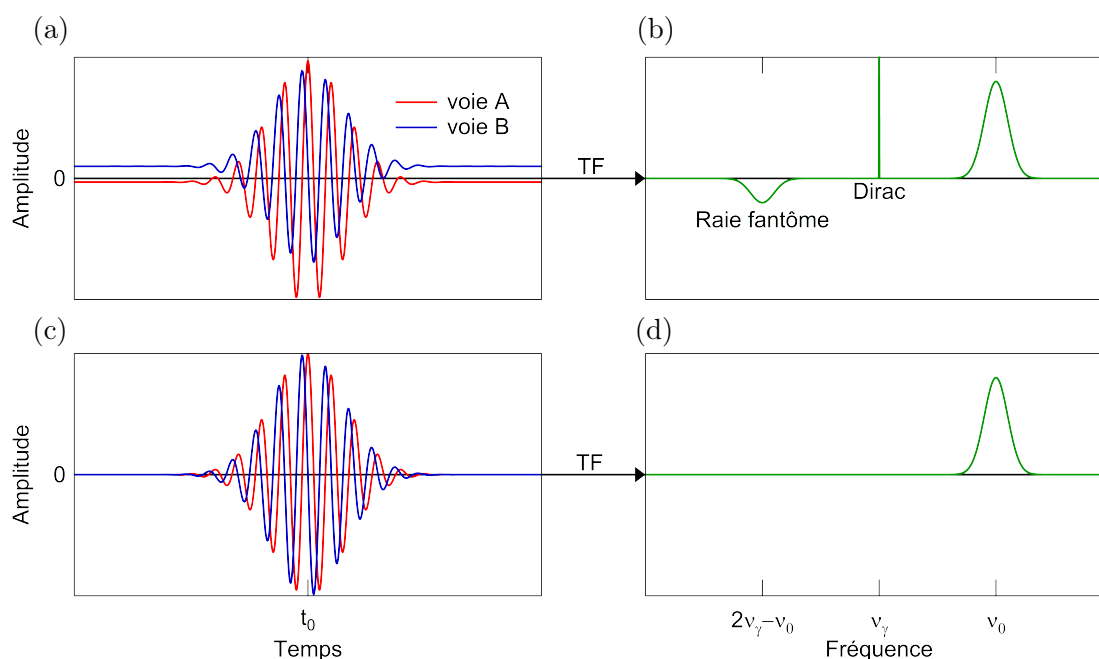 (a)
(b)
Amplitude
0
voie A
voie B
TF
Raie fantôme
Dirac
(c)
(d)
Amplitude
0
TF
t₀
Temps
2νᵧ−ν₀
νᵧ
ν₀
Fréquence